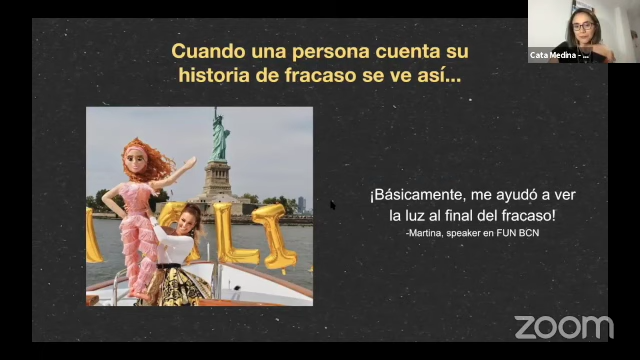 Cuando una persona cuenta su
historia de fracaso se ve así...
Cata Medina - ...
¡Básicamente, me ayudó a ver
la luz al final del fracaso!
-Martina, speaker en FUN BCN
zoom